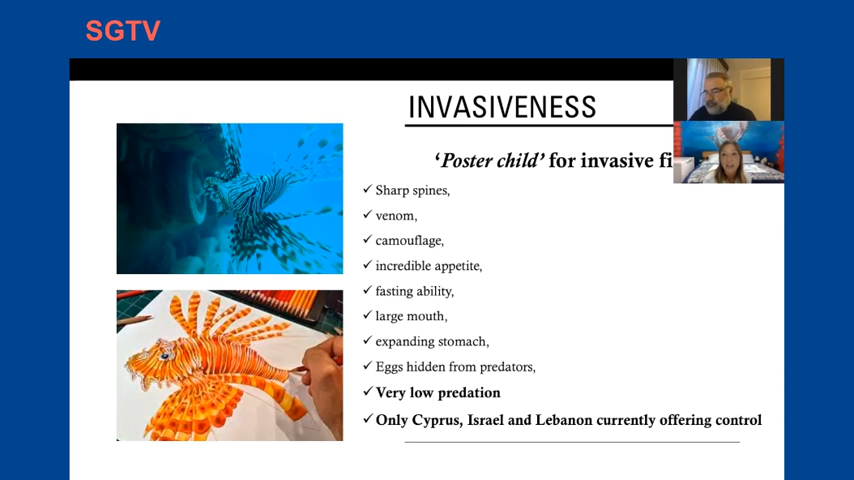 SGTV
INVASIVENESS
‘Poster child’ for invasive fi
✓ Sharp spines,
✓ venom,
✓ camouflage,
✓ incredible appetite,
✓ fasting ability,
✓ large mouth,
✓ expanding stomach,
✓ Eggs hidden from predators,
✓ Very low predation
✓ Only Cyprus, Israel and Lebanon currently offering control